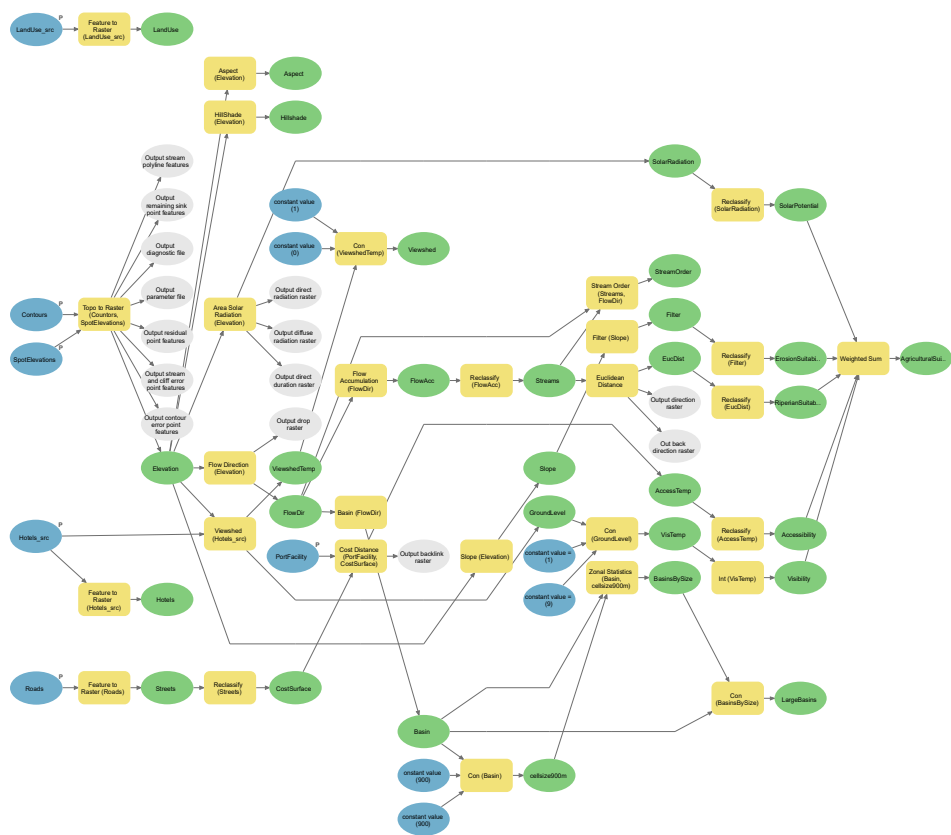 P
LandUse_src
Feature to
Raster
(LandUse_src)
LandUse
Aspect
(Elevation)
Aspect
HillShade
(Elevation)
Hillshade
Output stream
polyline features
Output
remaining sink
point features
Output
diagnostic file
Output
parameter file
Output residual
point features
Output stream
and cliff error
point features
Output contour
error point
features
P
Contours
P
SpotElevations
Topo to Raster
(Countors,
SpotElevations)
Elevation
constant value
(1)
constant value
(0)
Con
(ViewshedTemp)
Viewshed
Area Solar
Radiation
(Elevation)
Output direct
radiation raster
Output diffuse
radiation raster
Output direct
duration raster
SolarRadiation
Reclassify
(SolarRadiation)
SolarPotential
Stream Order
(Streams,
FlowDir)
StreamOrder
Filter (Slope)
Filter
Flow
Accumulation
(FlowDir)
FlowAcc
Reclassify
(FlowAcc)
Streams
Euclidean
Distance
EucDist
Output direction
raster
Out back
direction raster
Reclassify
(Filter)
ErosionSuitabi..
Reclassify
(EucDist)
RiperianSuitab..
Weighted Sum
AgriculturalSui..
Flow Direction
(Elevation)
Output drop
raster
ViewshedTemp
FlowDir
Basin (FlowDir)
Slope
AccessTemp
P
Hotels_src
Viewshed
(Hotels_src)
P
PortFacility
Cost Distance
(PortFacility,
CostSurface)
Output backlink
raster
Slope (Elevation)
GroundLevel
constant value =
(1)
constant value =
(9)
Con
(GroundLevel)
VisTemp
Reclassify
(AccessTemp)
Accessibility
Int (VisTemp)
Visibility
Zonal Statistics
(Basin,
cellsize900m)
BasinsBySize
Feature to
Raster
(Hotels_src)
Hotels
P
Roads
Feature to
Raster (Roads)
Streets
Reclassify
(Streets)
CostSurface
Con
(BasinsBySize)
LargeBasins
Basin
onstant value
(900)
constant value
(900)
Con (Basin)
cellsize900m